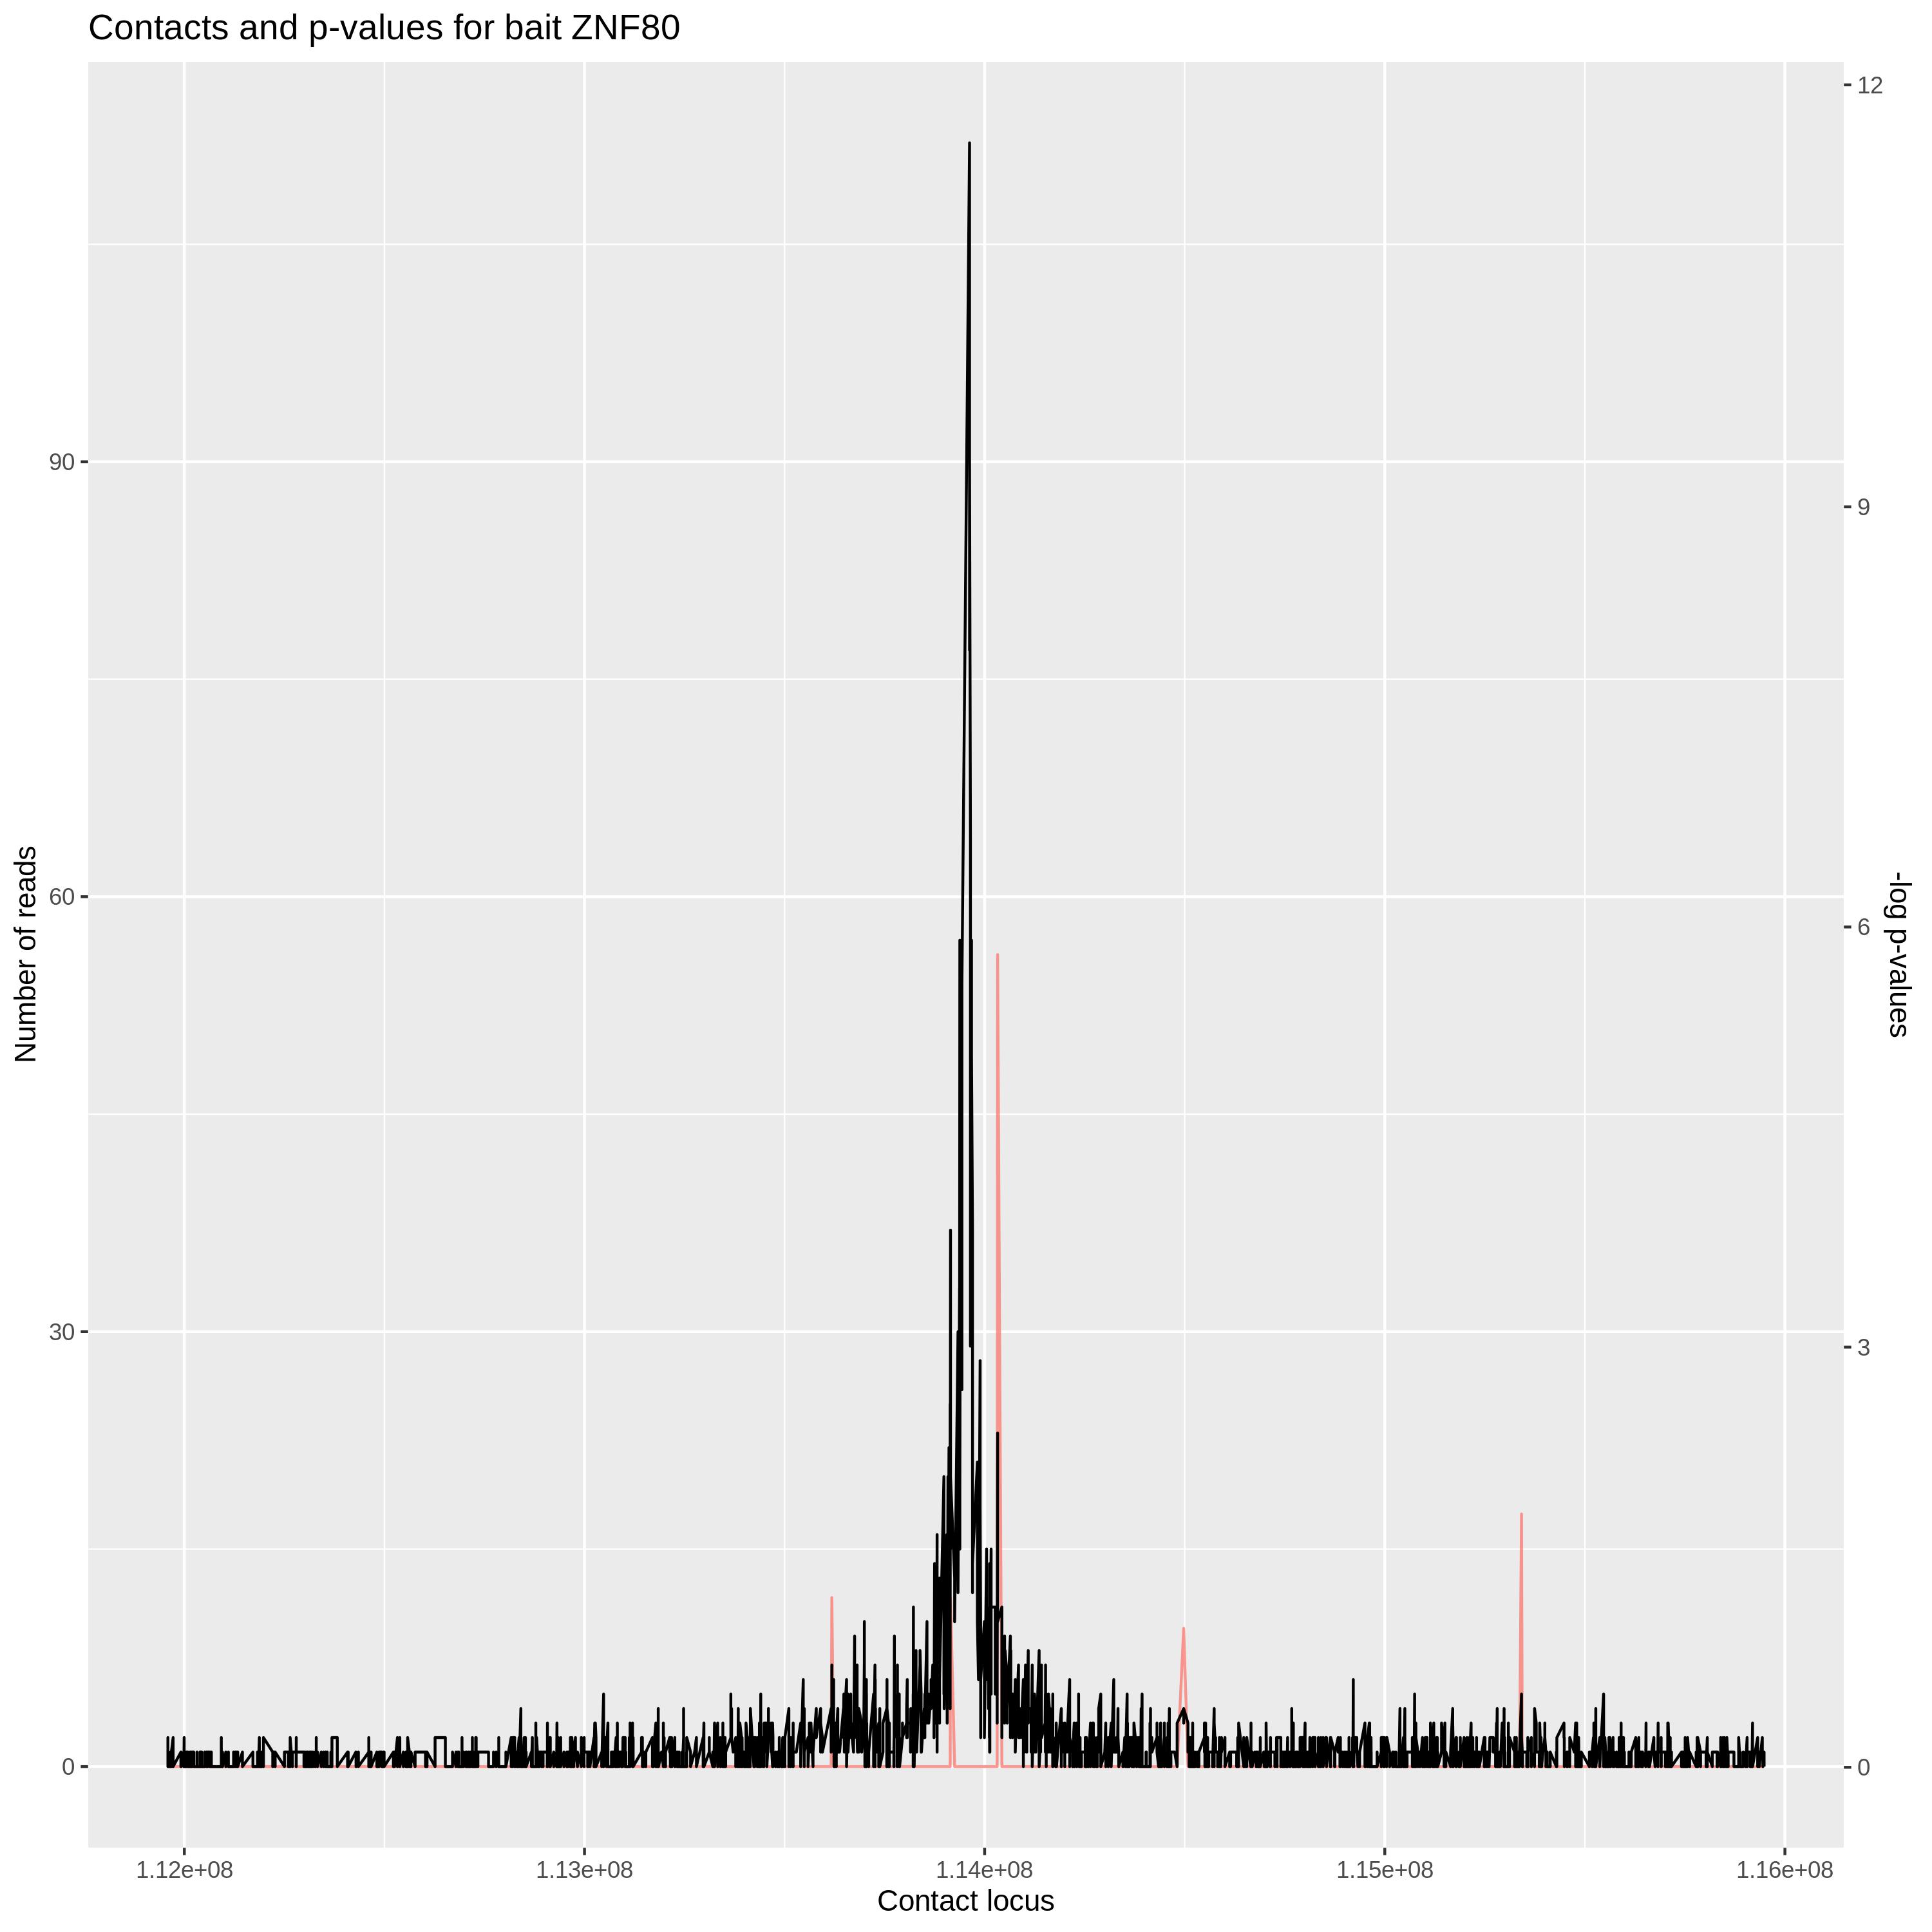 Contacts and p-values for bait ZNF80
Number of reads
90
60
30
0
12
9
6
3
0
-log p-values
1.12e+08
1.13e+08
1.14e+08
1.15e+08
1.16e+08
Contact locus